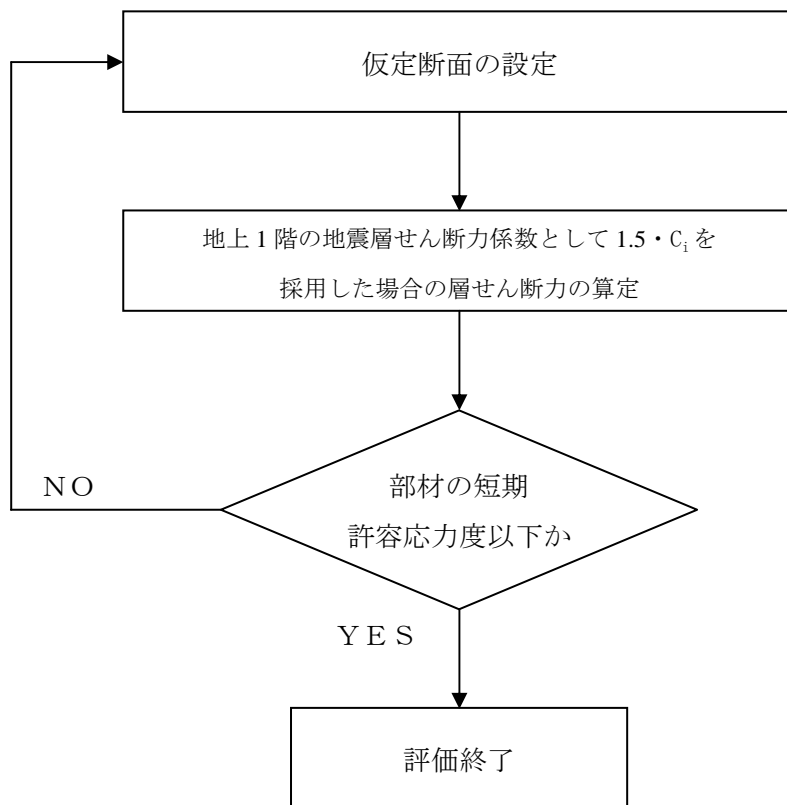 仮定断面の設定
地上 1 階の地震層せん断力係数として 1.5・Ciを
採用した場合の層せん断力の算定
部材の短期
許容応力度以下か
ＮＯ
ＹＥＳ
評価終了